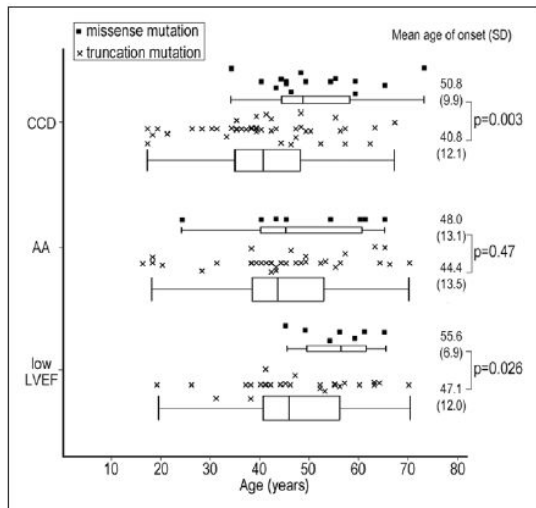 ■ missense mutation
× truncation mutation
Mean age of onset (SD)
CCD
50.8
(9.9)
p=0.003
40.8
(12.1)
AA
48.0
(13.1)
p=0.47
44.4
(13.5)
low
LVEF
55.6
(6.9)
p=0.026
47.1
(12.0)
10 20 30 40 50 60 70 80
Age (years)